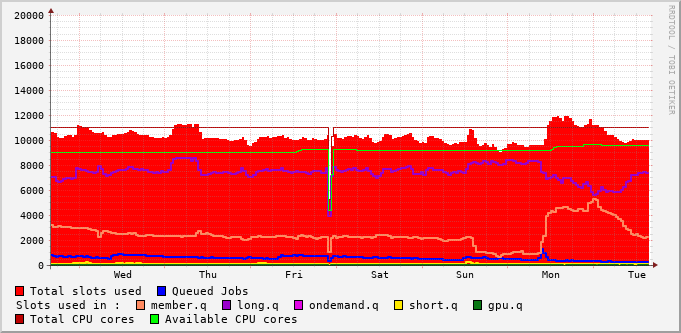 RRDTOOL / TOBI OETIKER
20000
18000
16000
14000
12000
10000
8000
6000
4000
2000
0
Wed Thu Fri Sat Sun Mon Tue
Total slots used Queued Jobs
Slots used in : member.q long.q ondemand.q short.q gpu.q
Total CPU cores Available CPU cores